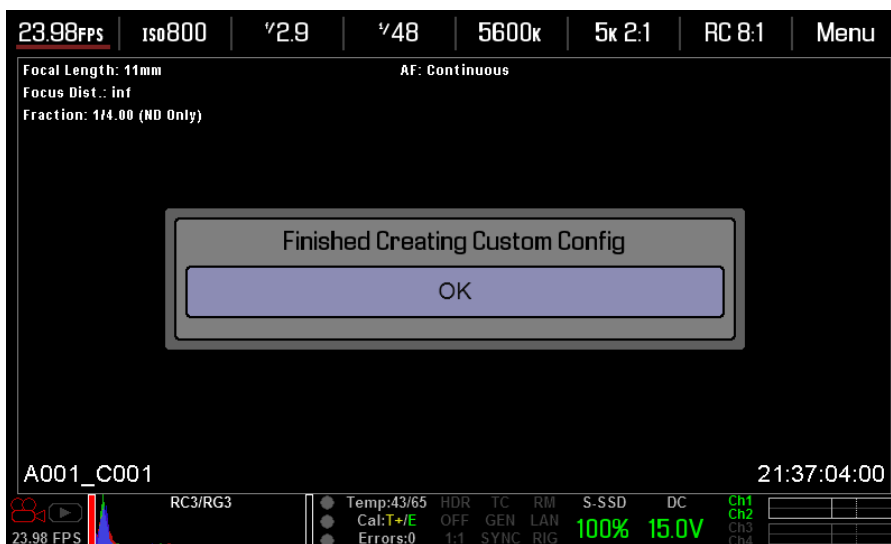 23.98FPS ISO800 ƒ/2.9 1/48 5600K 5K 2:1 RC 8:1 Menu
Focal Length: 11mm AF: Continuous
Focus Dist.: inf
Fraction: 1/4.00 (ND Only)
Finished Creating Custom Config
OK
A001_C001 21:37:04:00
RC3/RG3 Temp:43/65 HDR TC RM S-SSD DC Ch1
Cal:T+/E OFF GEN LAN 100% 15.0V Ch2
23.98 FPS Errors:0 1:1 SYNC RIG Ch3
Ch4